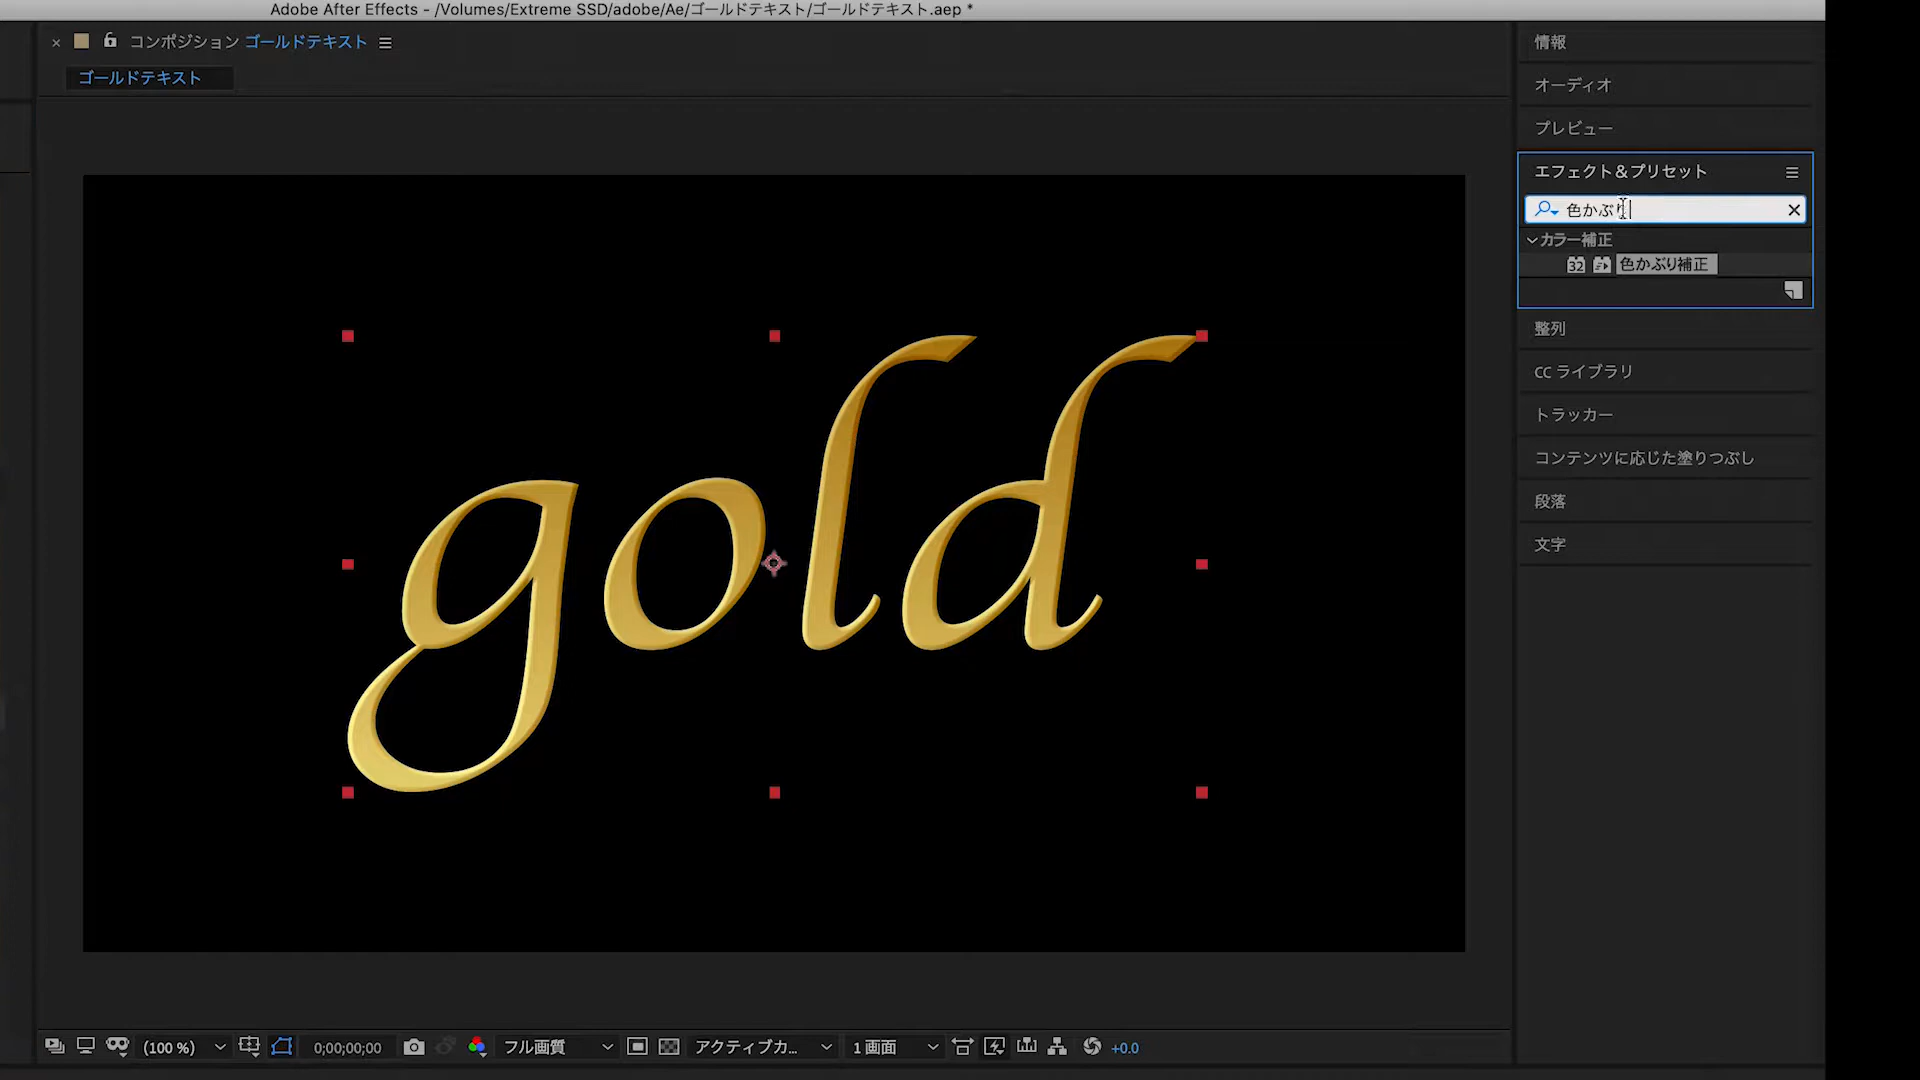 Adobe After Effects - /Volumes/Extreme SSD/adobe/Ae/ゴールドテキスト/ゴールドテキスト.aep *
× コンポジション ゴールドテキスト
ゴールドテキスト
gold
(100 %)
0;00;00;00
フル画質
アクティブカ...
1 画面
+0.0
情報
オーディオ
プレビュー
エフェクト＆プリセット
色かぶり
カラー補正
32 色かぶり補正
整列
CC ライブラリ
トラッカー
コンテンツに応じた塗りつぶし
段落
文字